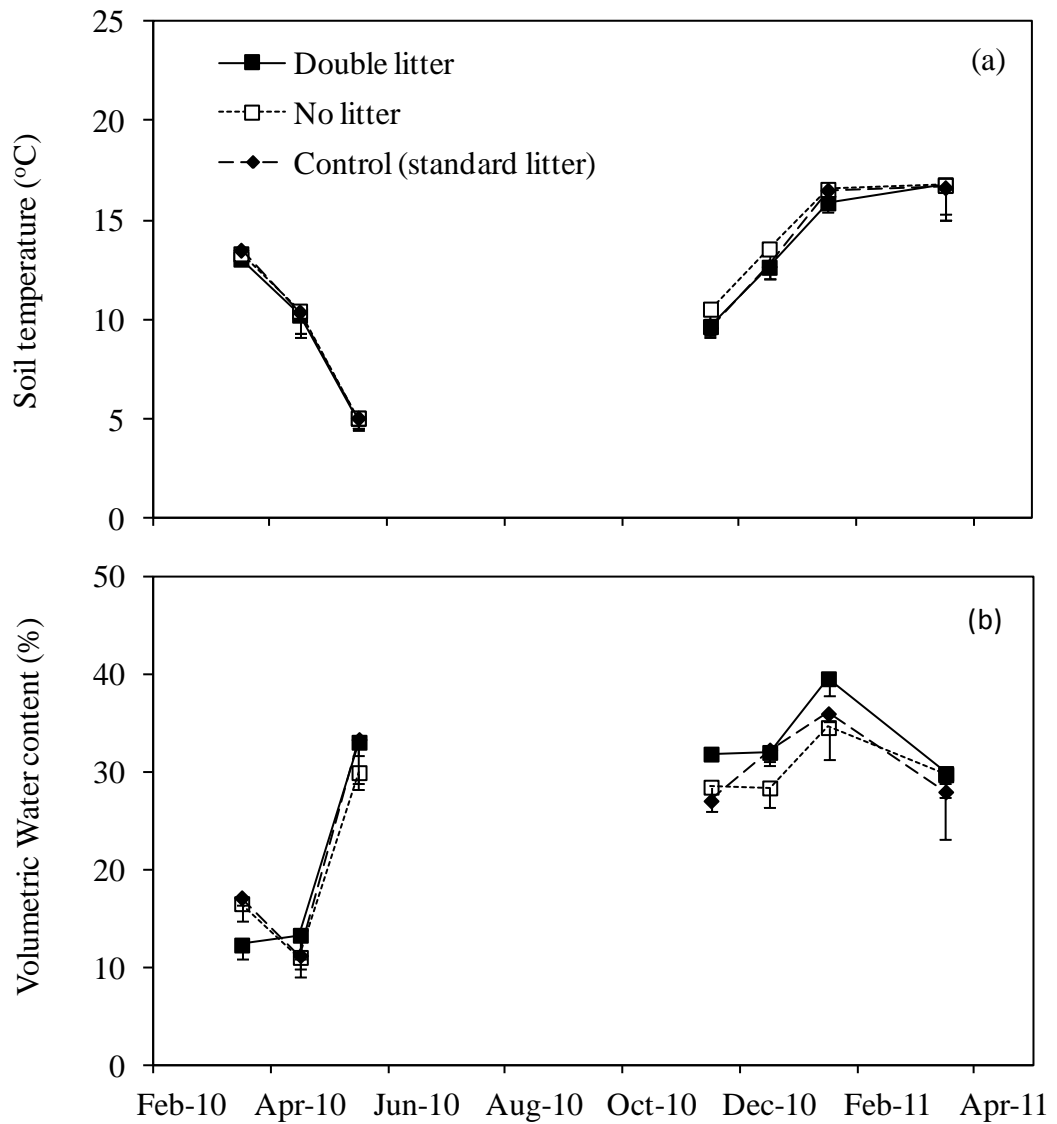 25
20
15
10
5
0
Soil temperature (°C)
Double litter
No litter
Control (standard litter)
(a)
50
40
30
20
10
0
Volumetric Water content (%)
(b)
Feb-10 Apr-10 Jun-10 Aug-10 Oct-10 Dec-10 Feb-11 Apr-11